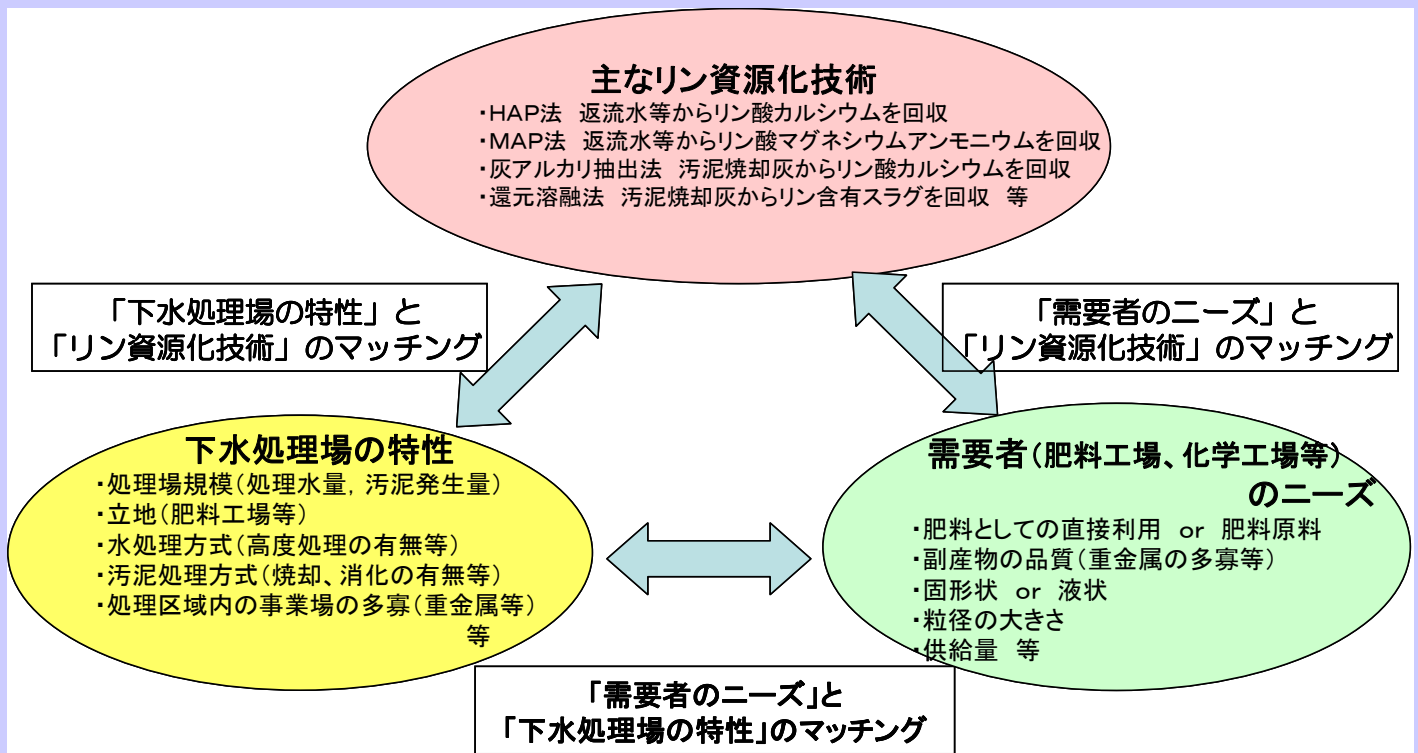 主なリン資源化技術
・HAP法　返流水等からリン酸カルシウムを回収
・MAP法　返流水等からリン酸マグネシウムアンモニウムを回収
・灰アルカリ抽出法　汚泥焼却灰からリン酸カルシウムを回収
・還元溶融法　汚泥焼却灰からリン含有スラグを回収　等
「下水処理場の特性」と
「リン資源化技術」のマッチング
「需要者のニーズ」と
「リン資源化技術」のマッチング
下水処理場の特性
・処理場規模（処理水量，汚泥発生量）
・立地（肥料工場等）
・水処理方式（高度処理の有無等）
・汚泥処理方式（焼却、消化の有無等）
・処理区域内の事業場の多寡（重金属等）
等
需要者（肥料工場、化学工場等）
のニーズ
・肥料としての直接利用　or　肥料原料
・副産物の品質（重金属の多寡等）
・固形状　or　液状
・粒径の大きさ
・供給量　等
「需要者のニーズ」と
「下水処理場の特性」のマッチング